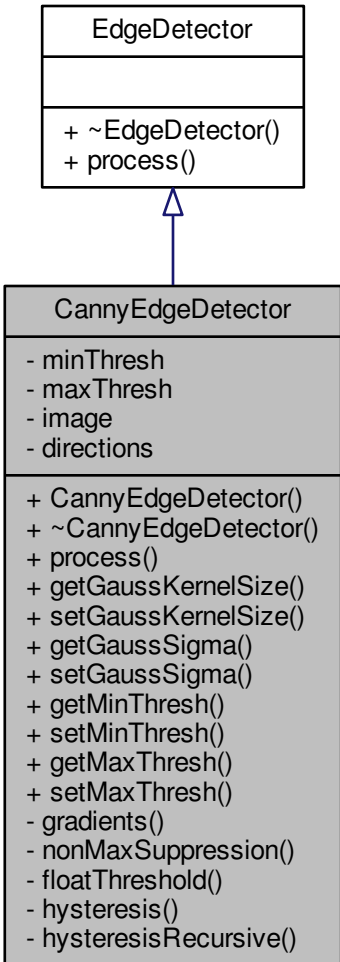 EdgeDetector
+ ~EdgeDetector()
+ process()
CannyEdgeDetector
- minThresh
- maxThresh
- image
- directions
+ CannyEdgeDetector()
+ ~CannyEdgeDetector()
+ process()
+ getGaussKernelSize()
+ setGaussKernelSize()
+ getGaussSigma()
+ setGaussSigma()
+ getMinThresh()
+ setMinThresh()
+ getMaxThresh()
+ setMaxThresh()
- gradients()
- nonMaxSuppression()
- floatThreshold()
- hysteresis()
- hysteresisRecursive()